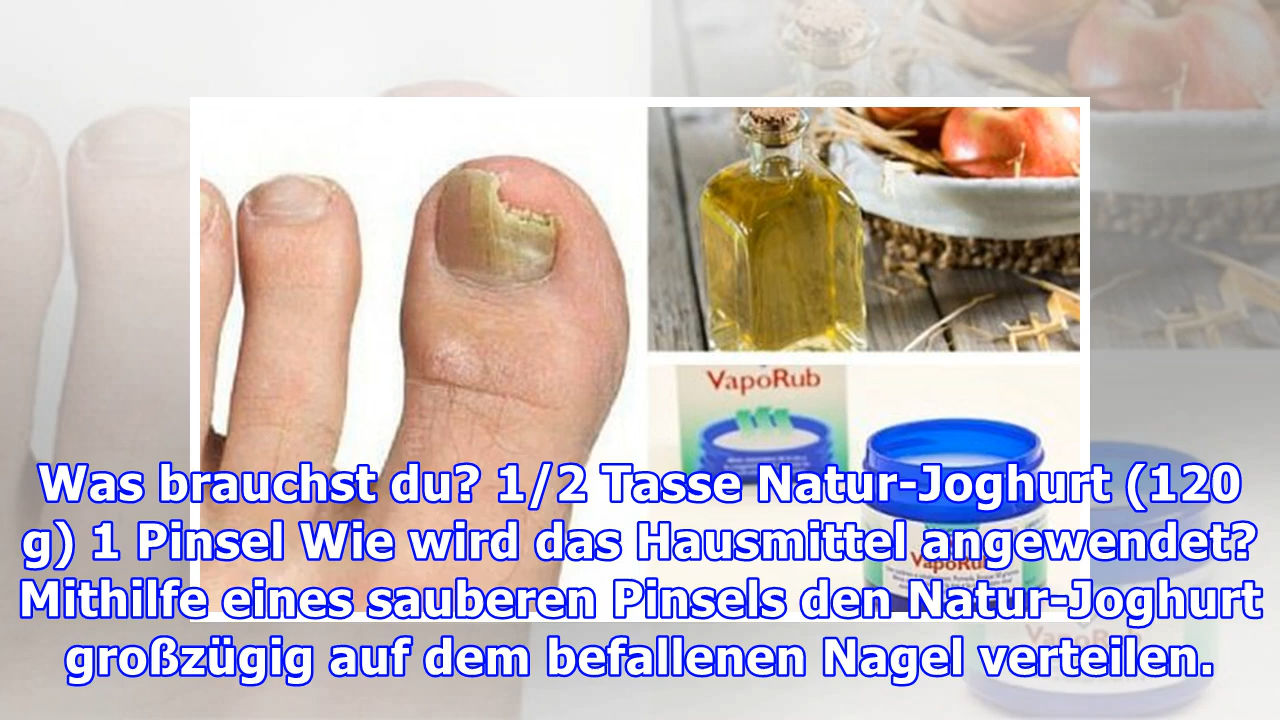 VapoRub
VapoRub
Was brauchst du? 1/2 Tasse Natur-Joghurt (120
g) 1 Pinsel Wie wird das Hausmittel angewendet?
Mithilfe eines sauberen Pinsels den Natur-Joghurt
großzügig auf dem befallenen Nagel verteilen.